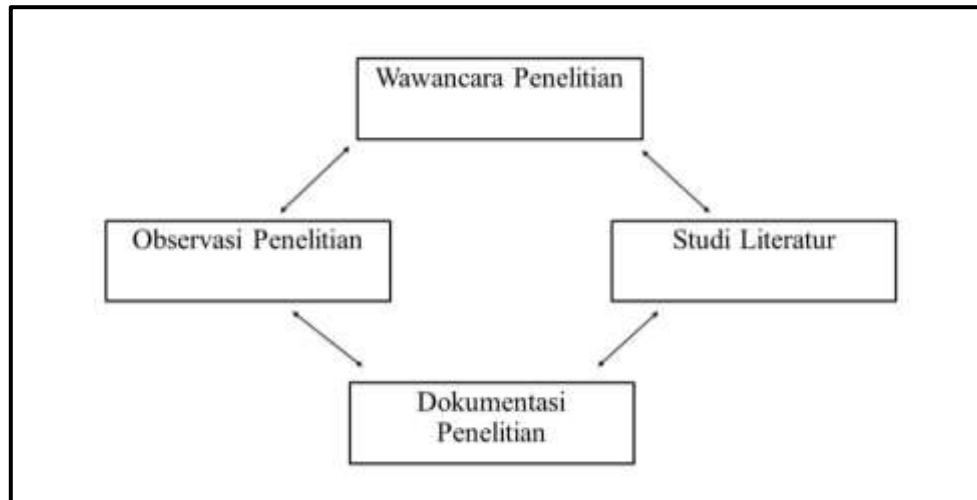 Wawancara Penelitian
Observasi Penelitian
Studi Literatur
Dokumentasi
Penelitian